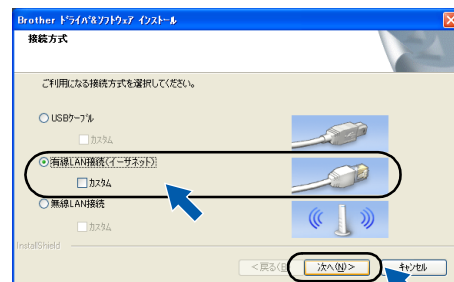 Brother ﾄﾞﾗｲﾊﾞ&ｿﾌﾄｳｪｱ ｲﾝｽﾄｰﾙ
接続方式
ご利用になる接続方式を選択してください。
USBｹｰﾌﾞﾙ
ｶｽﾀﾑ
有線LAN接続(ｲｰｻﾈｯﾄ)
ｶｽﾀﾑ
無線LAN接続
ｶｽﾀﾑ
InstallShield
<戻る(B 次へ(N)> ｷｬﾝｾﾙ